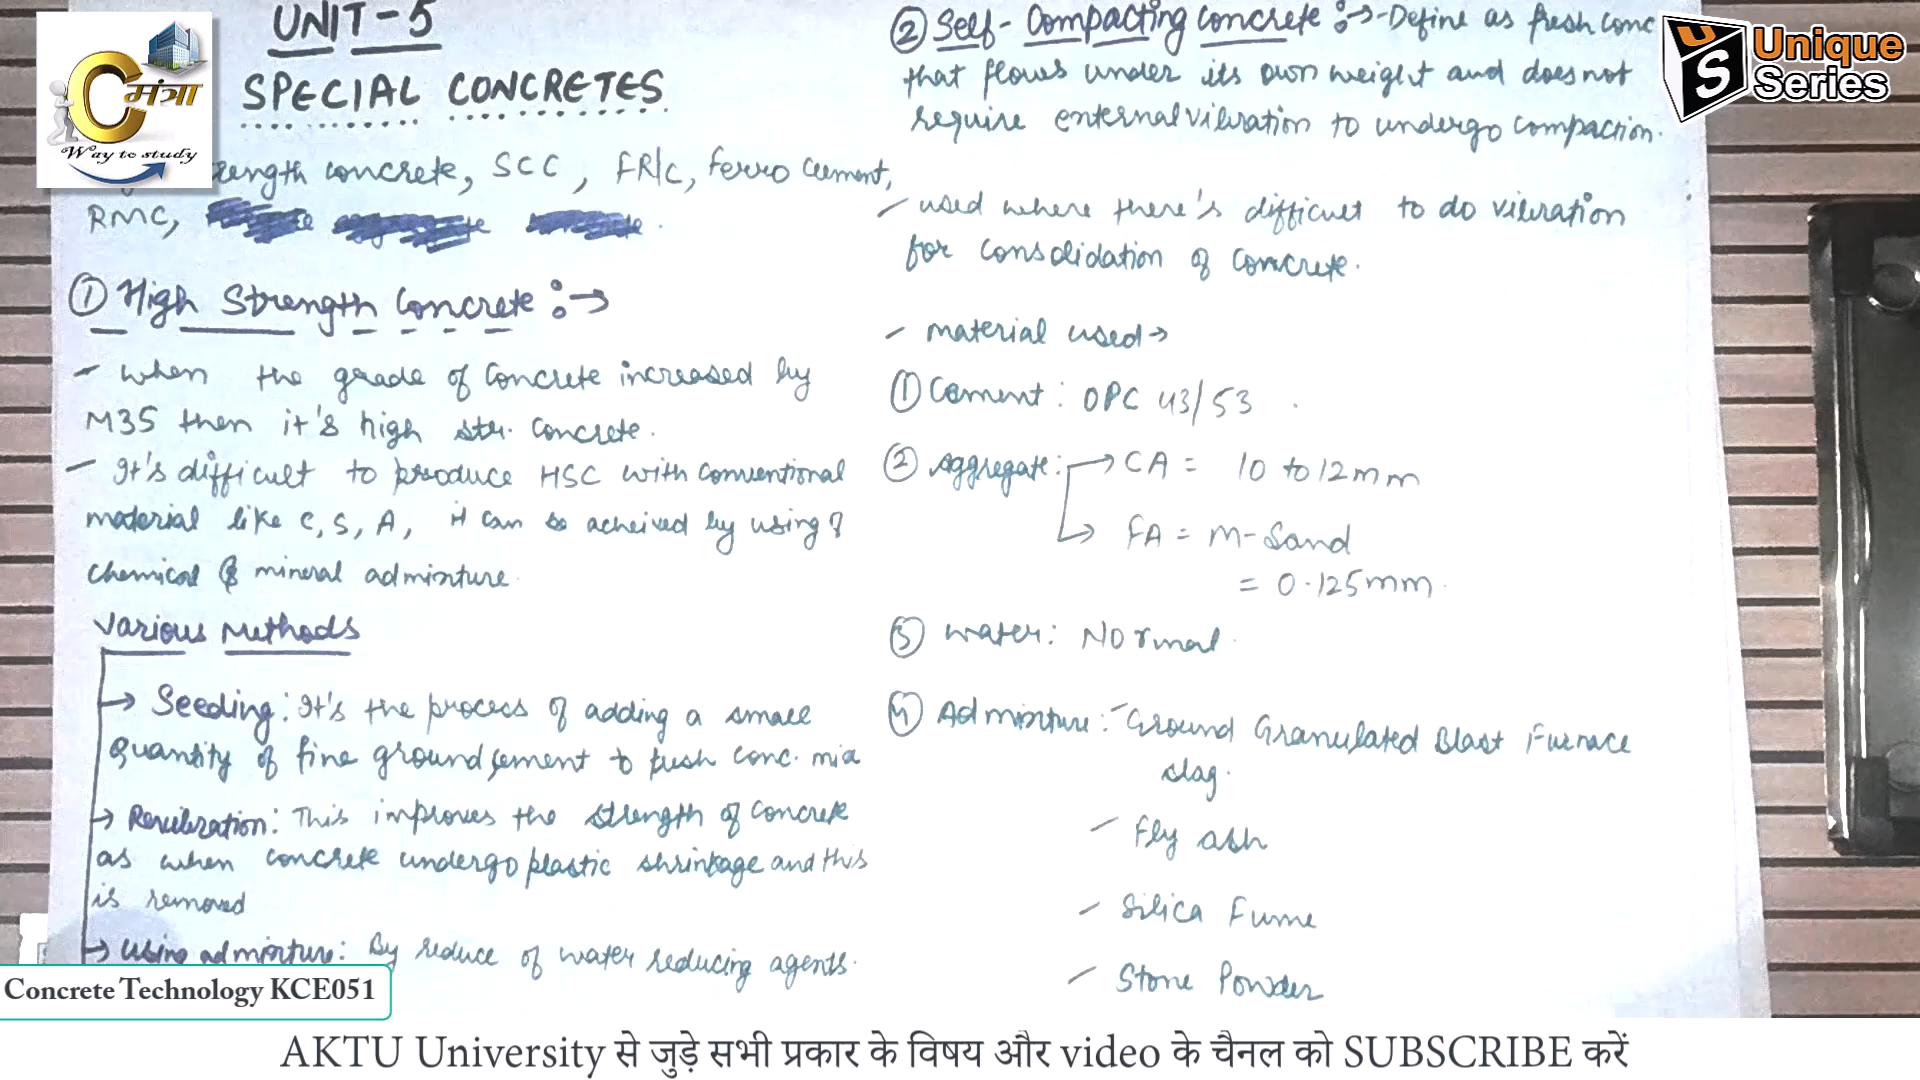 UNIT-5
SPECIAL CONCRETES
rength concrete, SCC, FR/C, Ferro Cement,
RMC,
① High Strength Concrete :→
- when the grade of concrete increased by
M35 then it's high str. concrete.
- It's difficult to produce HSC with conventional
material like C, S, A, it can be acheived by using
chemical & mineral admixture.
Various Methods
→ Seeding: It's the process of adding a small
quantity of fine ground cement to fresh conc. mix
→ Revibration: This improves the strength of concrete
as when concrete undergo plastic shrinkage and this
is removed
→ Using admixture: By reduce of water reducing agents.
② Self-Compacting Concrete :→ - Define as fresh conc
that flows under its own weight and does not
require external vibration to undergo compaction.
- used where there's difficult to do vibration
for consolidation of concrete.
- material used →
① Cement: OPC 43/53
② Aggregate: → CA = 10 to 12mm
→ FA = M-Sand
= 0.125mm.
③ water: Normal.
④ Admixture: - Ground Granulated Blast Furnace
slag.
- Fly ash
- Silica Fume
- Stone Powder
C मंत्रा
Way to study
US Unique
Series
Concrete Technology KCE051
AKTU University से जुड़े सभी प्रकार के विषय और video के चैनल को SUBSCRIBE करें